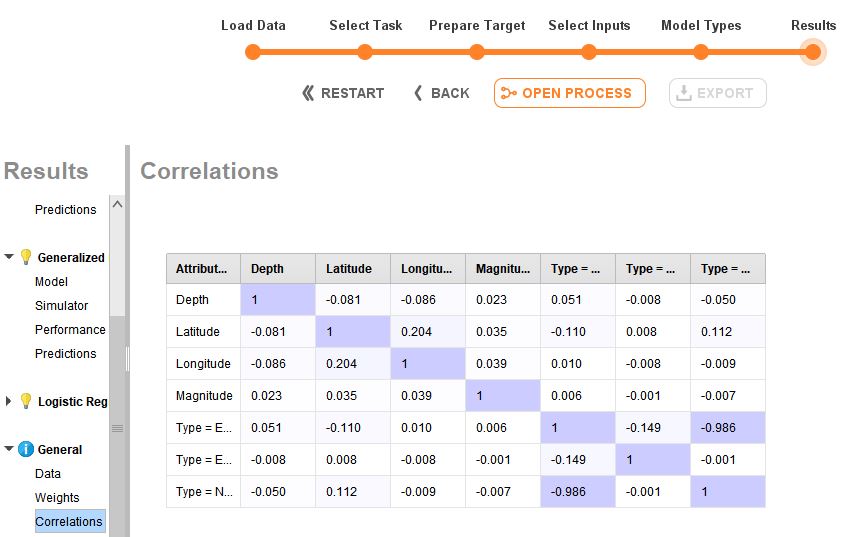 Load Data Select Task Prepare Target Select Inputs Model Types Results
RESTART BACK OPEN PROCESS EXPORT
Results
Predictions
Generalized
Model
Simulator
Performance
Predictions
Logistic Reg
General
Data
Weights
Correlations
Correlations
Attribut... Depth Latitude Longitu... Magnitu... Type = ... Type = ... Type = ...
Depth 1 -0.081 -0.086 0.023 0.051 -0.008 -0.050
Latitude -0.081 1 0.204 0.035 -0.110 0.008 0.112
Longitude -0.086 0.204 1 0.039 0.010 -0.008 -0.009
Magnitude 0.023 0.035 0.039 1 0.006 -0.001 -0.007
Type = E... 0.051 -0.110 0.010 0.006 1 -0.149 -0.986
Type = E... -0.008 0.008 -0.008 -0.001 -0.149 1 -0.001
Type = N... -0.050 0.112 -0.009 -0.007 -0.986 -0.001 1